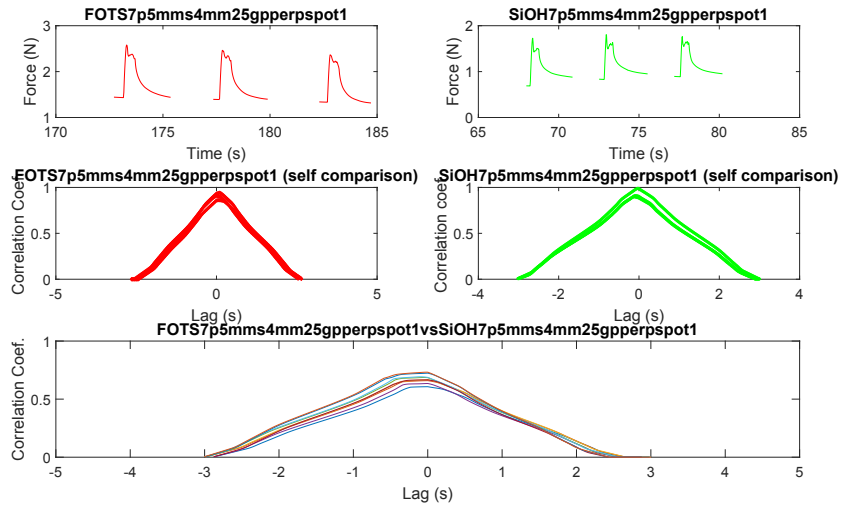 FOTS7p5mms4mm25gpperpspot1
Force (N)
3
2
1
170 175 180 185
Time (s)
SiOH7p5mms4mm25gpperpspot1
Force (N)
2
1
0
65 70 75 80 85
Time (s)
FOTS7p5mms4mm25gpperpspot1 (self comparison)
Correlation Coef.
1
0.5
0
-5 0 5
Lag (s)
SiOH7p5mms4mm25gpperpspot1 (self comparison)
Correlation coef.
1
0.5
0
-4 -2 0 2 4
Lag (s)
FOTS7p5mms4mm25gpperpspot1vsSiOH7p5mms4mm25gpperpspot1
Correlation Coef.
1
0.5
0
-5 -4 -3 -2 -1 0 1 2 3 4 5
Lag (s)